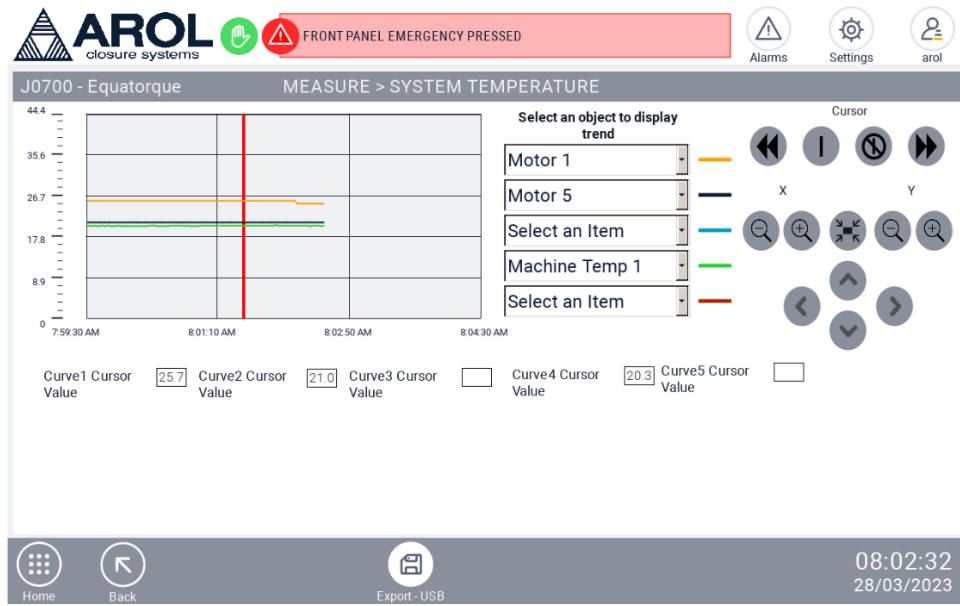 AROL
closure systems
FRONT PANEL EMERGENCY PRESSED
Alarms
Settings
arol
J0700 - Equatorque
MEASURE > SYSTEM TEMPERATURE
44.4
35.6
26.7
17.8
8.9
0
7:59:30 AM
8:01:10 AM
8:02:50 AM
8:04:30 AM
Select an object to display
trend
Motor 1
Motor 5
Select an Item
Machine Temp 1
Select an Item
Cursor
X
Y
Curve1 Cursor
Value
25.7
Curve2 Cursor
Value
21.0
Curve3 Cursor
Value
Curve4 Cursor
Value
20.3
Curve5 Cursor
Value
Home
Back
Export - USB
08:02:32
28/03/2023